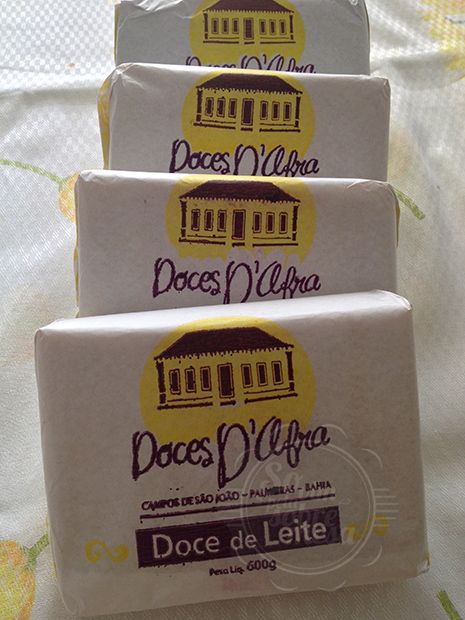 Doces D'Afra
Doces D'Afra
Doces D'Afra
Doces D'Afra
CAMPOS DE SÃO JOÃO - PALMEIRAS - BAHIA
Doce de Leite
Peso Liq. 600g